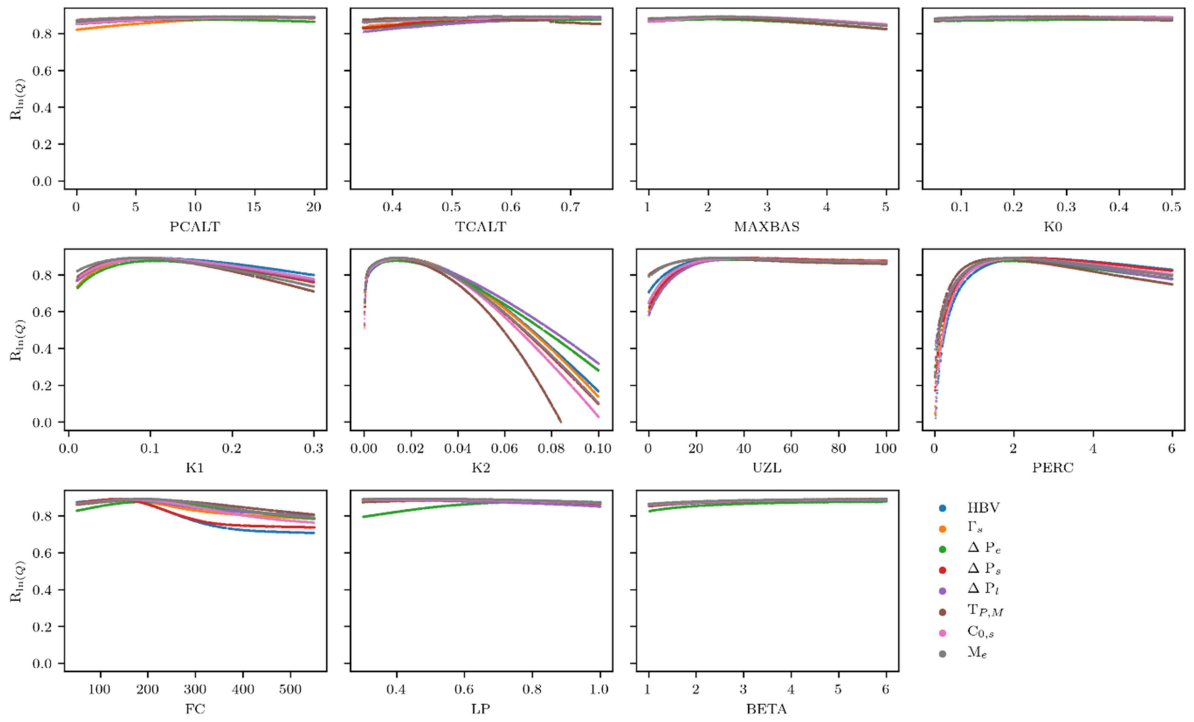 0.8
0.6
0.4
0.2
0.0
R_ln(Q)
0 5 10 15 20
PCALT
0.4 0.5 0.6 0.7
TCALT
1 2 3 4 5
MAXBAS
0.1 0.2 0.3 0.4 0.5
K0
0.8
0.6
0.4
0.2
0.0
R_ln(Q)
0.0 0.1 0.2 0.3
K1
0.00 0.02 0.04 0.06 0.08 0.10
K2
0 20 40 60 80 100
UZL
0 2 4 6
PERC
0.8
0.6
0.4
0.2
0.0
R_ln(Q)
100 200 300 400 500
FC
0.4 0.6 0.8 1.0
LP
1 2 3 4 5 6
BETA
HBV
Γ_s
Δ P_e
Δ P_s
Δ P_l
T_P,M
C_0,s
M_e